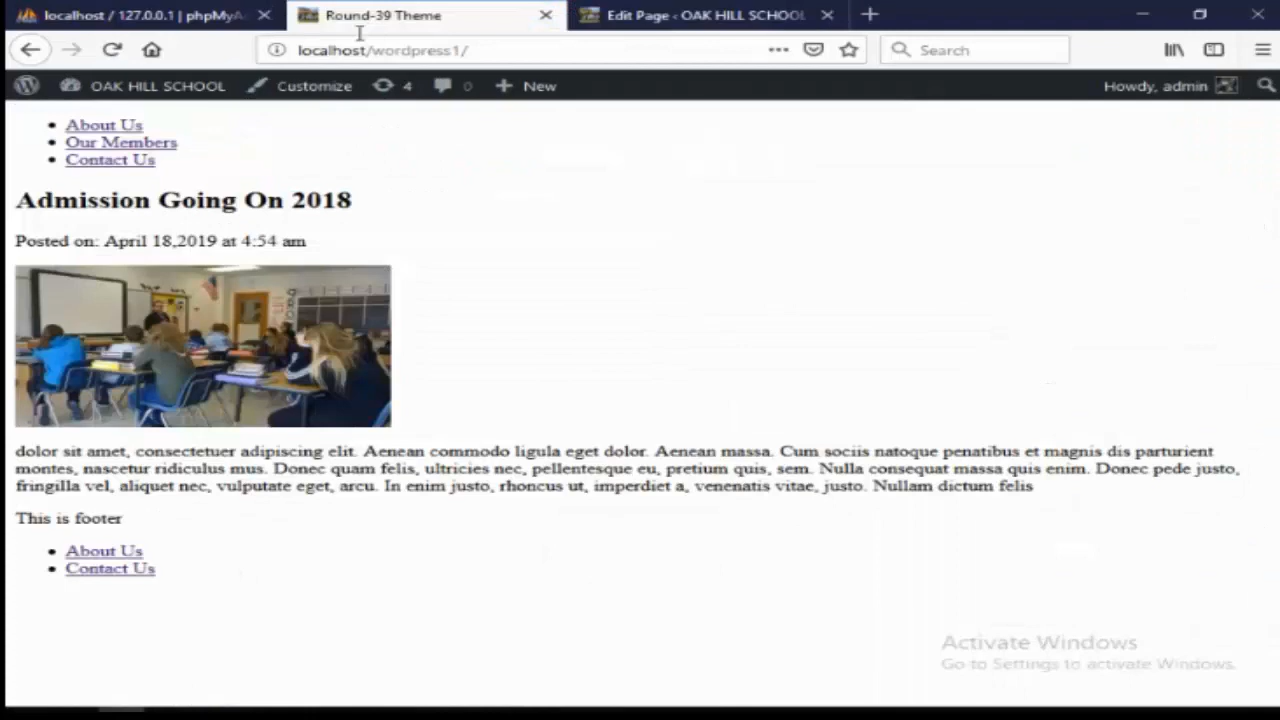 localhost / 127.0.0.1 | phpMyA
Round-39 Theme
Edit Page ‹ OAK HILL SCHOOL
localhost/wordpress1/
Search
OAK HILL SCHOOL
Customize
4
0
New
Howdy, admin
About Us
Our Members
Contact Us
Admission Going On 2018
Posted on: April 18,2019 at 4:54 am
dolor sit amet, consectetuer adipiscing elit. Aenean commodo ligula eget dolor. Aenean massa. Cum sociis natoque penatibus et magnis dis parturient
montes, nascetur ridiculus mus. Donec quam felis, ultricies nec, pellentesque eu, pretium quis, sem. Nulla consequat massa quis enim. Donec pede justo,
fringilla vel, aliquet nec, vulputate eget, arcu. In enim justo, rhoncus ut, imperdiet a, venenatis vitae, justo. Nullam dictum felis
This is footer
About Us
Contact Us
Activate Windows
Go to Settings to activate Windows.